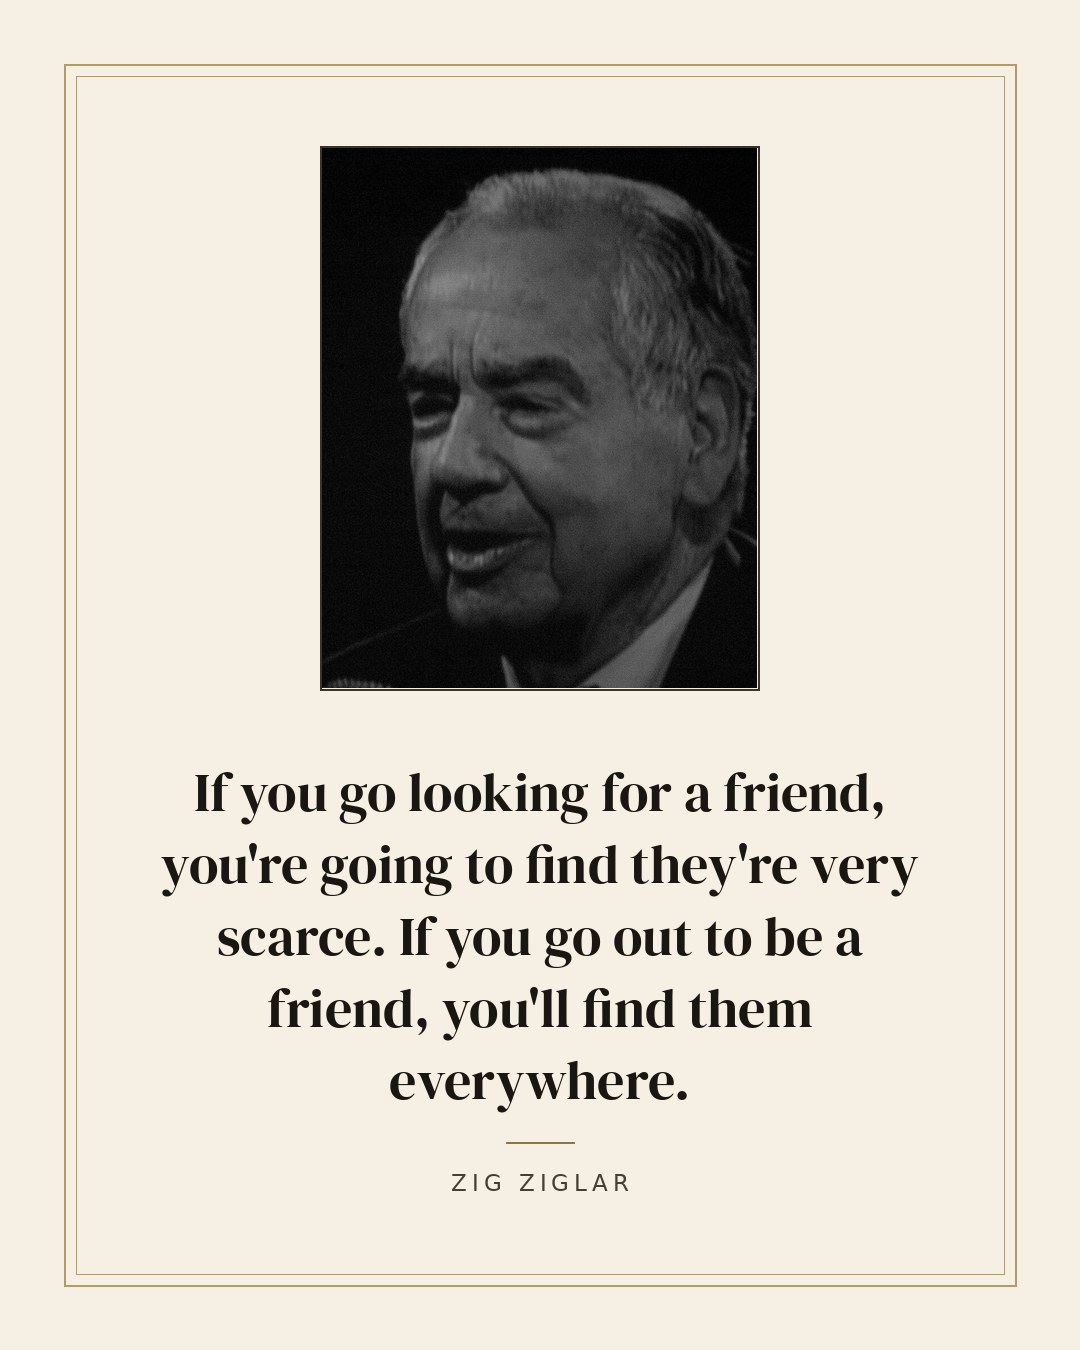 If you go looking for a friend,
you're going to find they're very
scarce. If you go out to be a
friend, you'll find them
everywhere.
ZIG ZIGLAR